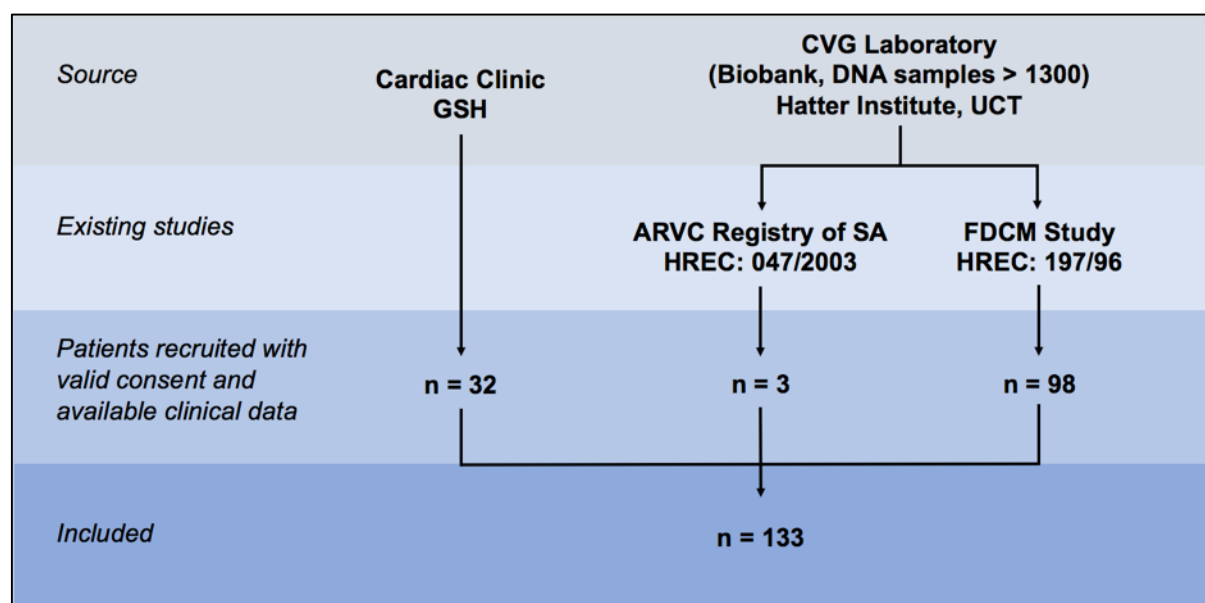 Source
Cardiac Clinic
GSH
CVG Laboratory
(Biobank, DNA samples > 1300)
Hatter Institute, UCT
Existing studies
ARVC Registry of SA
HREC: 047/2003
FDCM Study
HREC: 197/96
Patients recruited with
valid consent and
available clinical data
n = 32
n = 3
n = 98
Included
n = 133